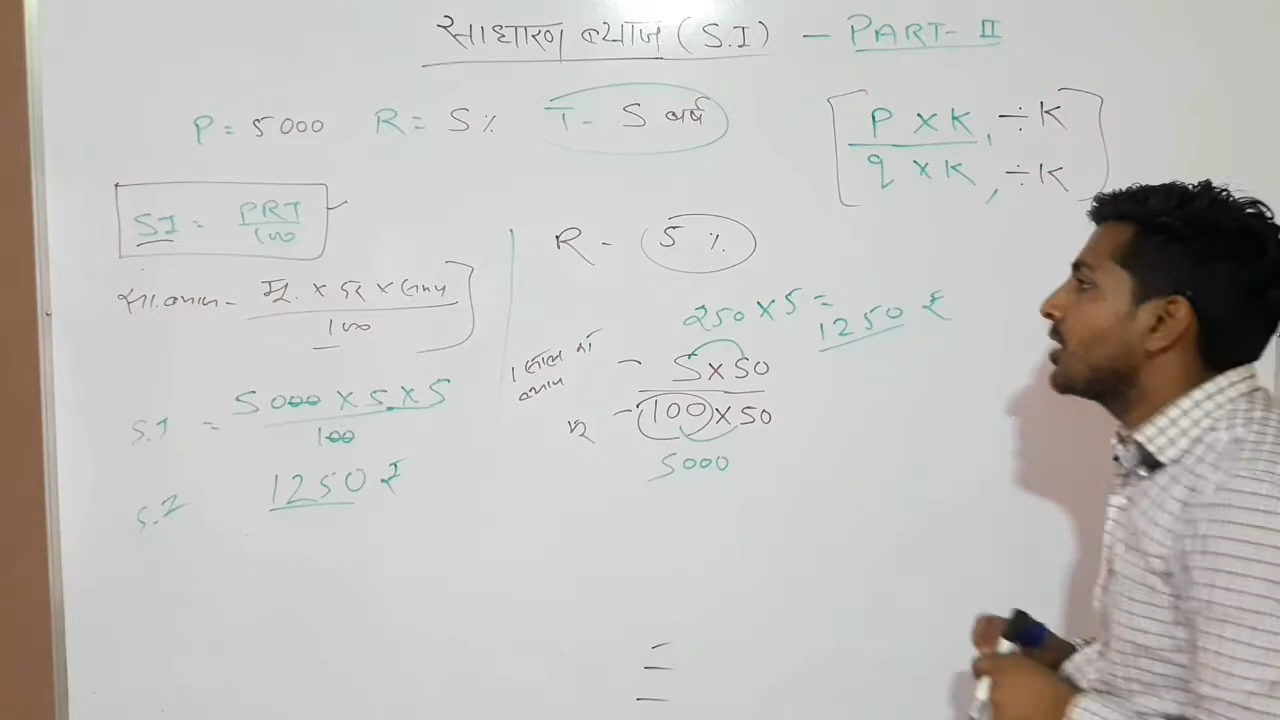 साधारण ब्याज (S.I) - PART- II
P = 5000 R = 5% T - 5 वर्ष
P × K, ÷ K
q × K, ÷ K
SI = PRT
100
सा. ब्याज = मू. × दर × समय
100
S.I = 5000 × 5 × 5
100
S.I 1250 ₹
R - 5 %
250 × 5 =
1250 ₹
1 साल का ब्याज - 5 × 50
मू - 100 × 50
5000